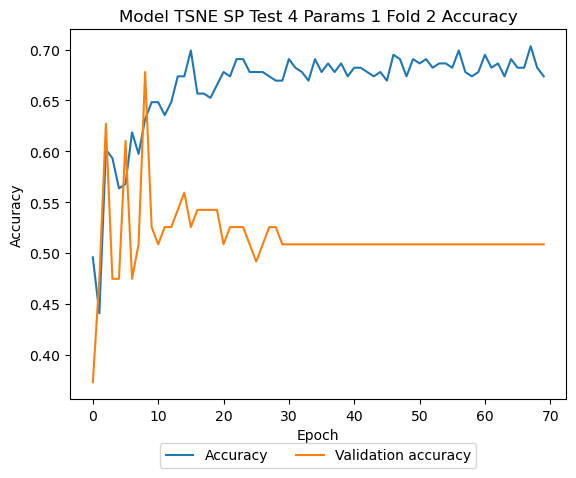 Model TSNE SP Test 4 Params 1 Fold 2 Accuracy
0.70
0.65
0.60
0.55
0.50
0.45
0.40
Accuracy
0 10 20 30 40 50 60 70
Epoch
Accuracy Validation accuracy